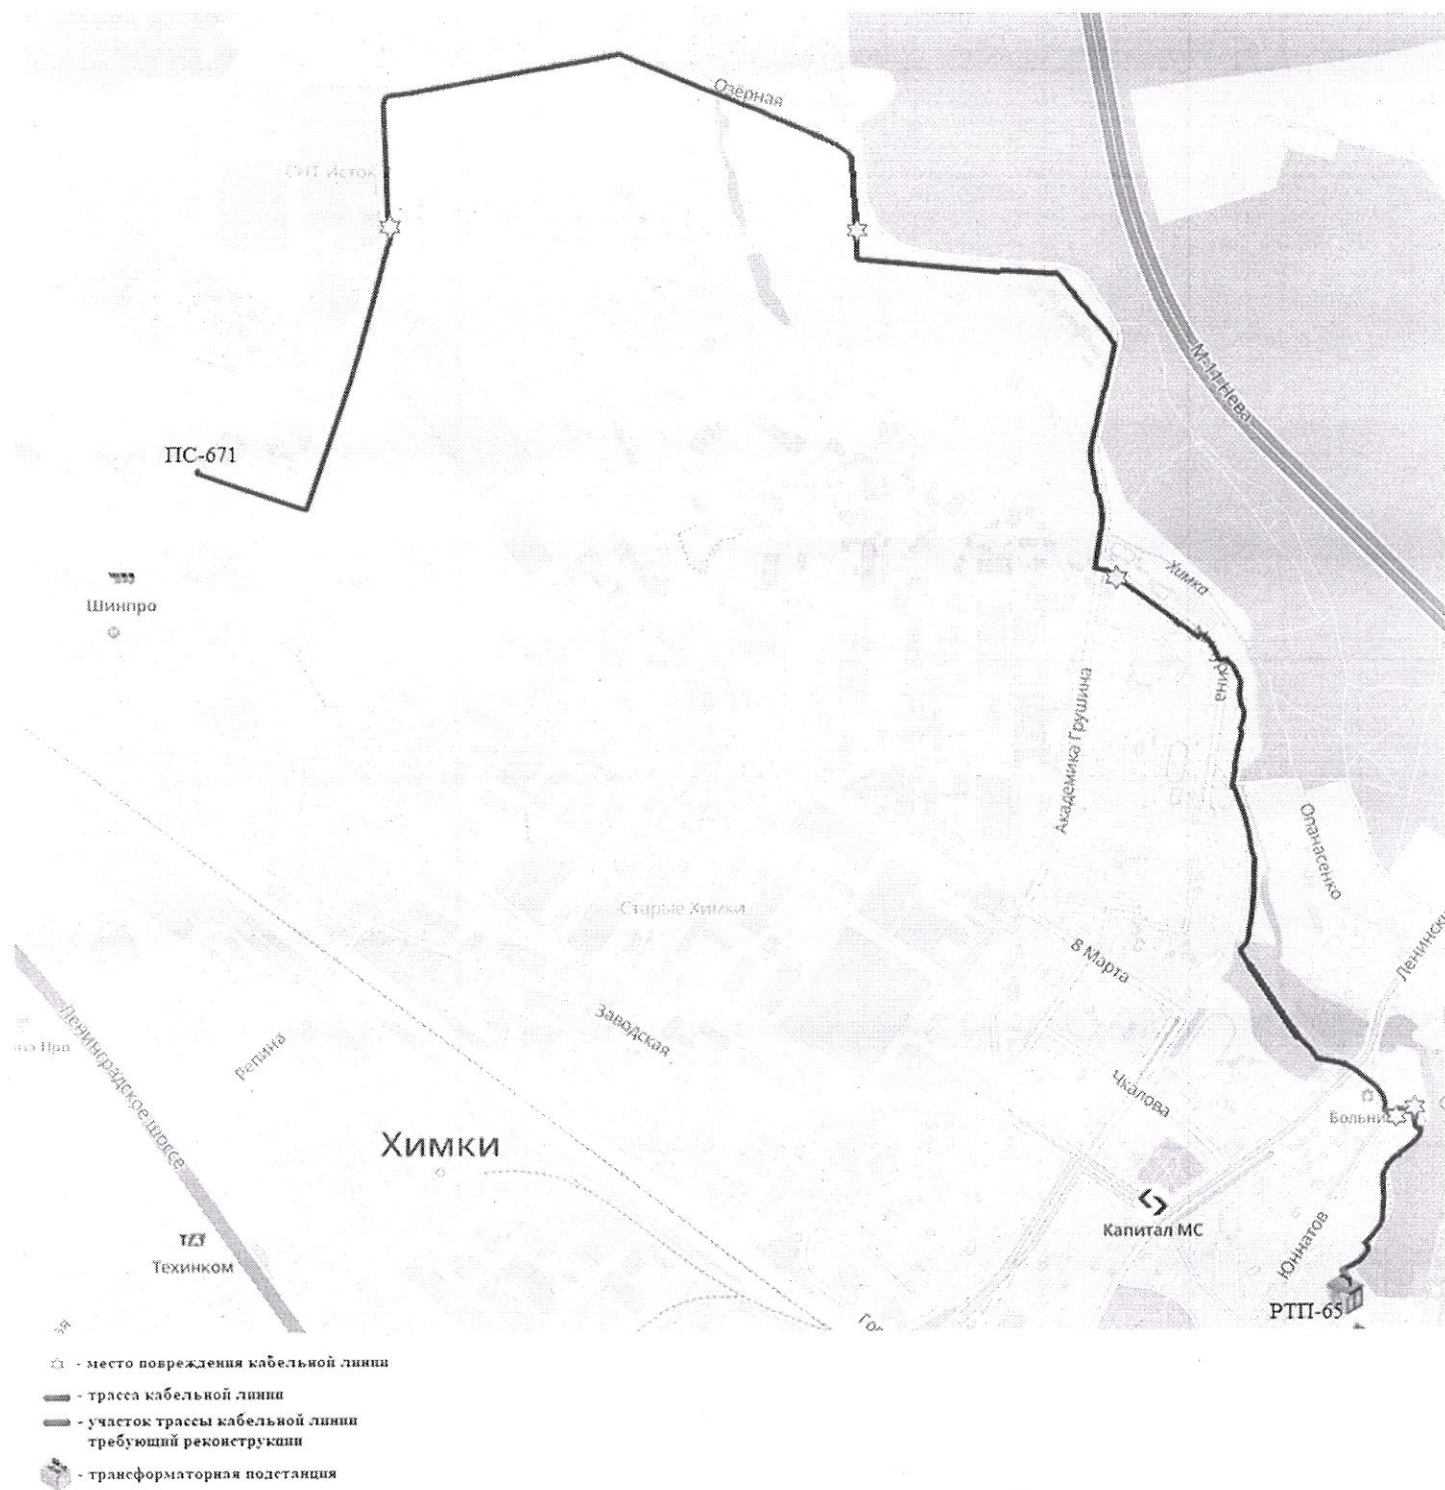 Озёрная
СНТ Исток
М-11 Нева
ПС-671
Химка
Шинпро
Академика Грушина
Опанасенко
Старые Химки
8 Марта
Ленински
Заводская
Ленинградское шоссе
Репина
Чкалова
Больни
Химки
Капитал МС
Юннатов
Техинком
РТП-65
- место повреждения кабельной линии
- трасса кабельной линии
- участок трассы кабельной линии
требующий реконструкции
- трансформаторная подстанция